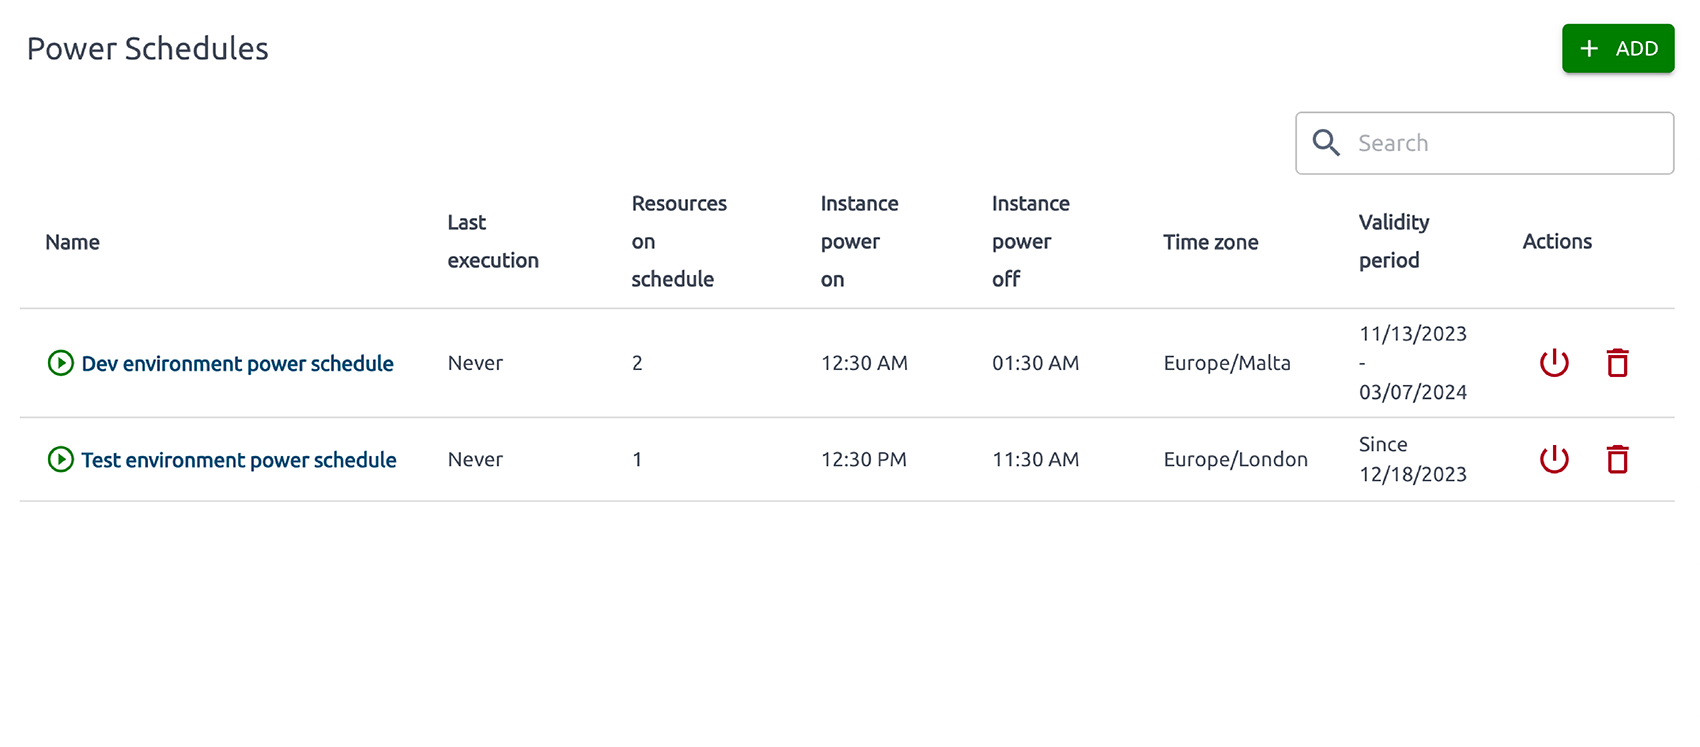 Power Schedules
ADD
Search
Name
Last
execution
Resources
on
schedule
Instance
power
on
Instance
power
off
Time zone
Validity
period
Actions
Dev environment power schedule
Never
2
12:30 AM
01:30 AM
Europe/Malta
11/13/2023
-
03/07/2024
Test environment power schedule
Never
1
12:30 PM
11:30 AM
Europe/London
Since
12/18/2023